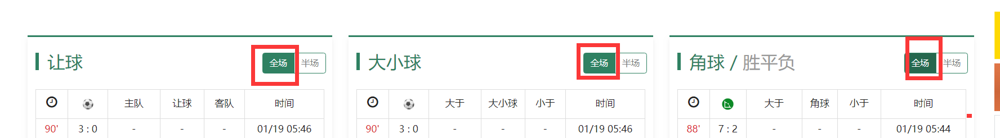 让球 全场 半场
主队 让球 客队 时间
90' 3 : 0 - - - 01/19 05:46
大小球 全场 半场
大于 大小球 小于 时间
90' 3 : 0 - - - 01/19 05:46
角球 / 胜平负 全场 半场
大于 角球 小于 时间
88' 7 : 2 - - - 01/19 05:44